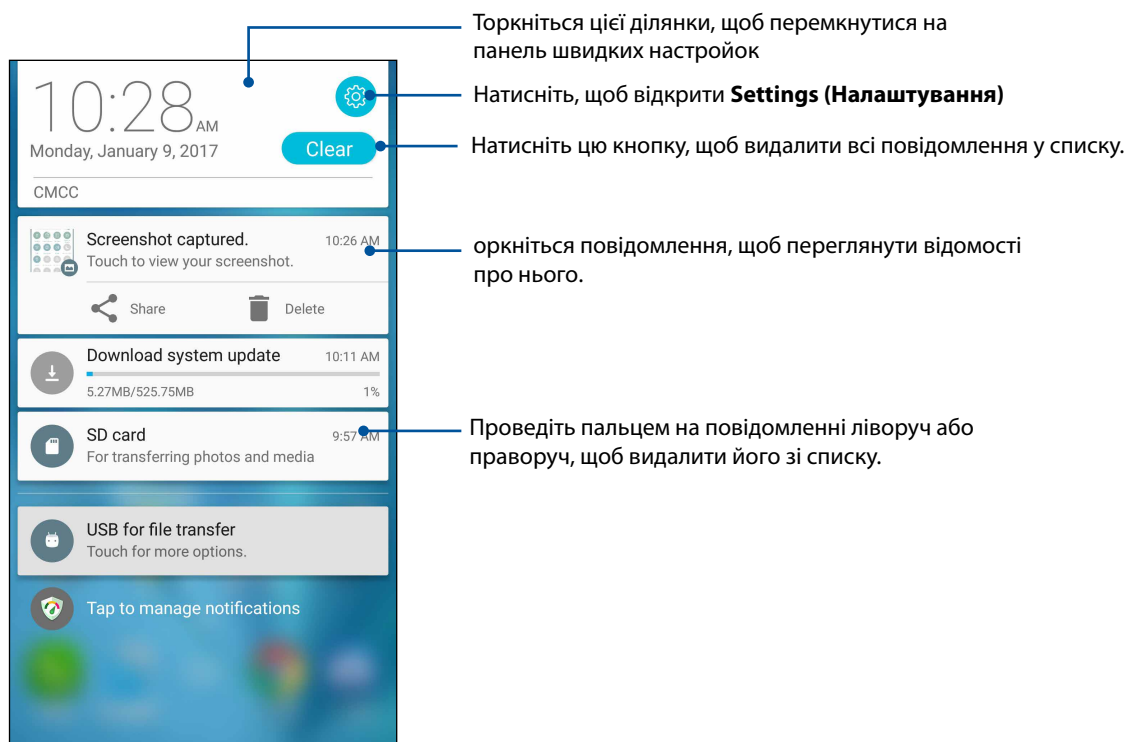 Торкніться цієї ділянки, щоб перемкнутися на
панель швидких настройок
10:28 AM
Натисніть, щоб відкрити Settings (Налаштування)
Monday, January 9, 2017
Clear
Натисніть цю кнопку, щоб видалити всі повідомлення у списку.
CMCC
Screenshot captured. 10:26 AM
Touch to view your screenshot.
оркніться повідомлення, щоб переглянути відомості
про нього.
Share Delete
Download system update 10:11 AM
5.27MB/525.75MB 1%
SD card 9:57 AM
For transferring photos and media
Проведіть пальцем на повідомленні ліворуч або
праворуч, щоб видалити його зі списку.
USB for file transfer
Touch for more options.
Tap to manage notifications